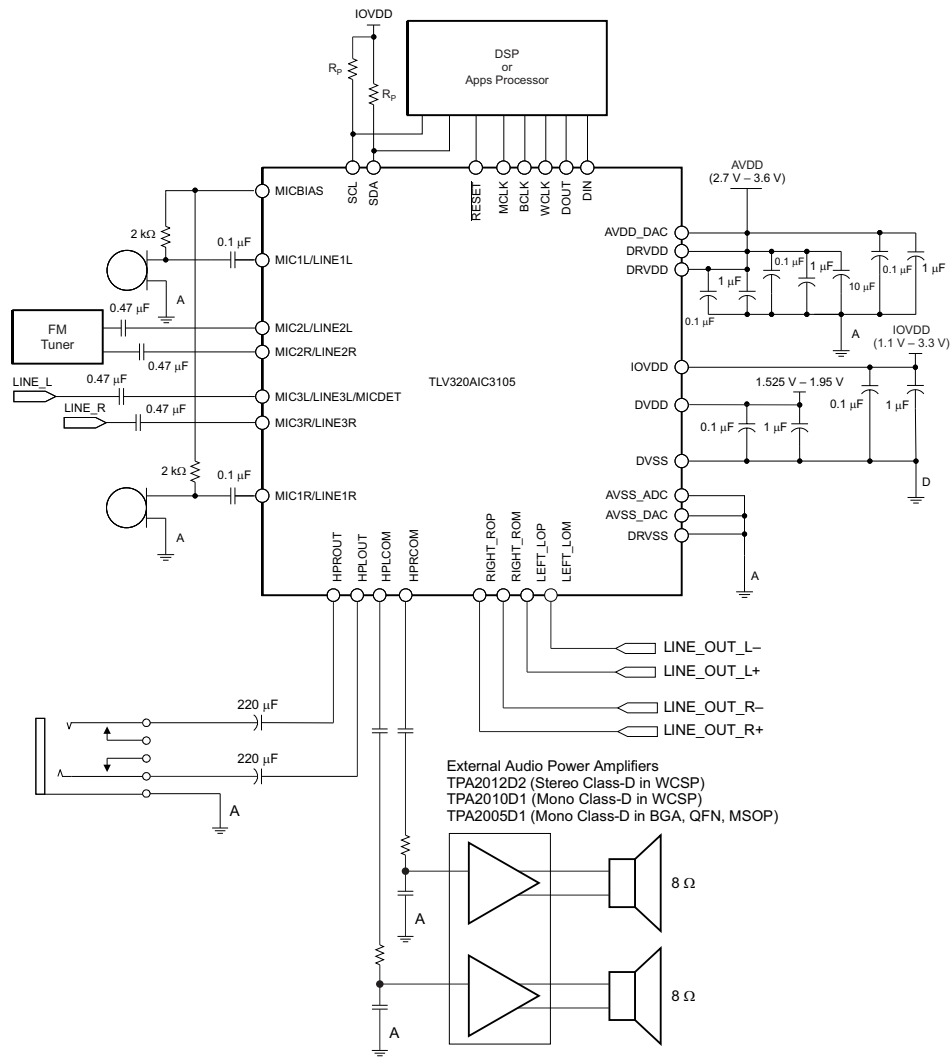 IOVDD
R_P
R_P
DSP
or
Apps Processor
SCL
SDA
RESET
MCLK
BCLK
WCLK
DOUT
DIN
MICBIAS
2 kΩ
0.1 μF
MIC1L/LINE1L
A
0.47 μF
FM
Tuner
MIC2L/LINE2L
MIC2R/LINE2R
0.47 μF
LINE_L
0.47 μF
MIC3L/LINE3L/MICDET
LINE_R
0.47 μF
MIC3R/LINE3R
2 kΩ
0.1 μF
MIC1R/LINE1R
A
TLV320AIC3105
AVDD
(2.7 V – 3.6 V)
AVDD_DAC
DRVDD
DRVDD
0.1 μF
1 μF
0.1 μF
1 μF
10 μF
0.1 μF
1 μF
A
IOVDD
(1.1 V – 3.3 V)
IOVDD
1.525 V – 1.95 V
DVDD
0.1 μF
1 μF
0.1 μF
1 μF
DVSS
D
AVSS_ADC
AVSS_DAC
DRVSS
A
HPROUT
HPLOUT
HPLCOM
HPRCOM
RIGHT_ROP
RIGHT_ROM
LEFT_LOP
LEFT_LOM
LINE_OUT_L–
LINE_OUT_L+
LINE_OUT_R–
LINE_OUT_R+
220 μF
220 μF
A
External Audio Power Amplifiers
TPA2012D2 (Stereo Class-D in WCSP)
TPA2010D1 (Mono Class-D in WCSP)
TPA2005D1 (Mono Class-D in BGA, QFN, MSOP)
8 Ω
A
8 Ω
A